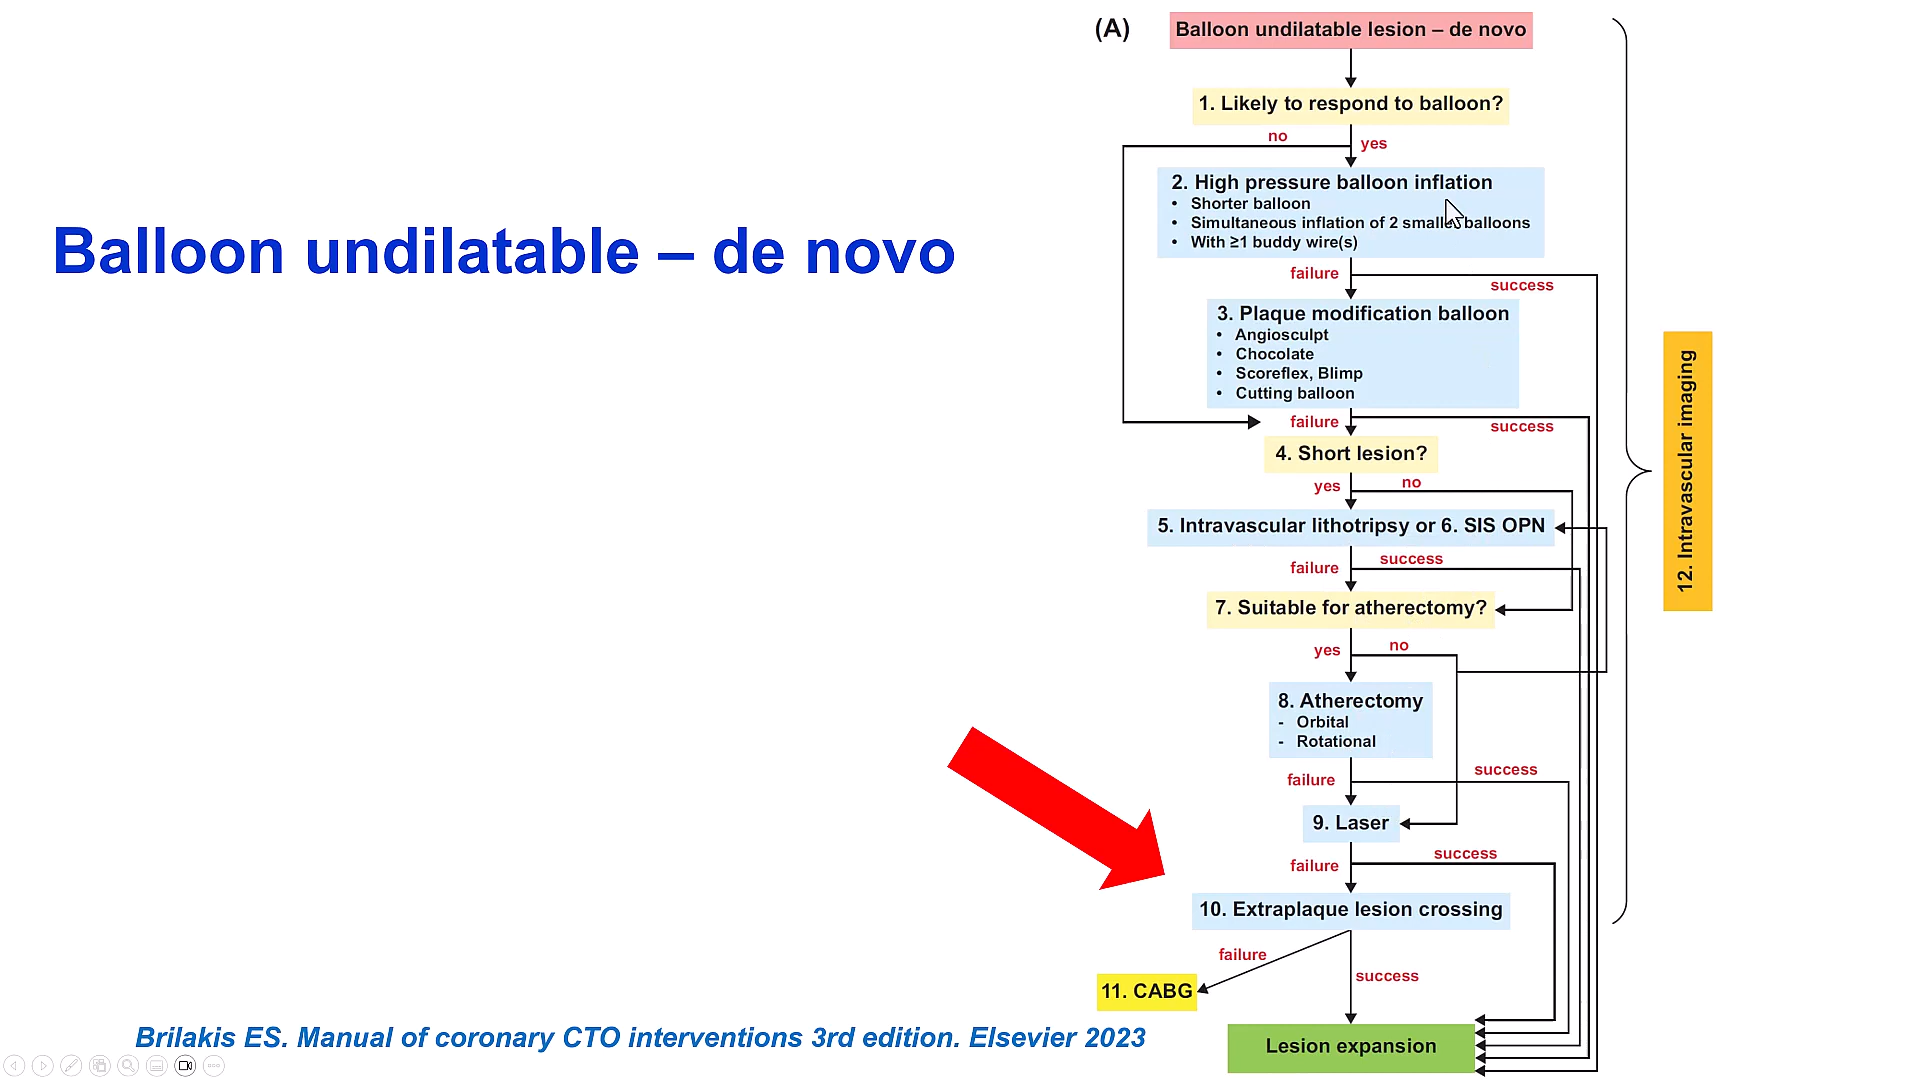 Balloon undilatable – de novo
(A)
Balloon undilatable lesion – de novo
1. Likely to respond to balloon?
no
yes
2. High pressure balloon inflation
• Shorter balloon
• Simultaneous inflation of 2 smaller balloons
• With ≥1 buddy wire(s)
failure
success
3. Plaque modification balloon
• Angiosculpt
• Chocolate
• Scoreflex, Blimp
• Cutting balloon
failure
success
4. Short lesion?
yes
no
5. Intravascular lithotripsy or 6. SIS OPN
failure
success
7. Suitable for atherectomy?
yes
no
8. Atherectomy
- Orbital
- Rotational
failure
success
9. Laser
failure
success
10. Extraplaque lesion crossing
failure
success
11. CABG
Lesion expansion
12. Intravascular imaging
Brilakis ES. Manual of coronary CTO interventions 3rd edition. Elsevier 2023